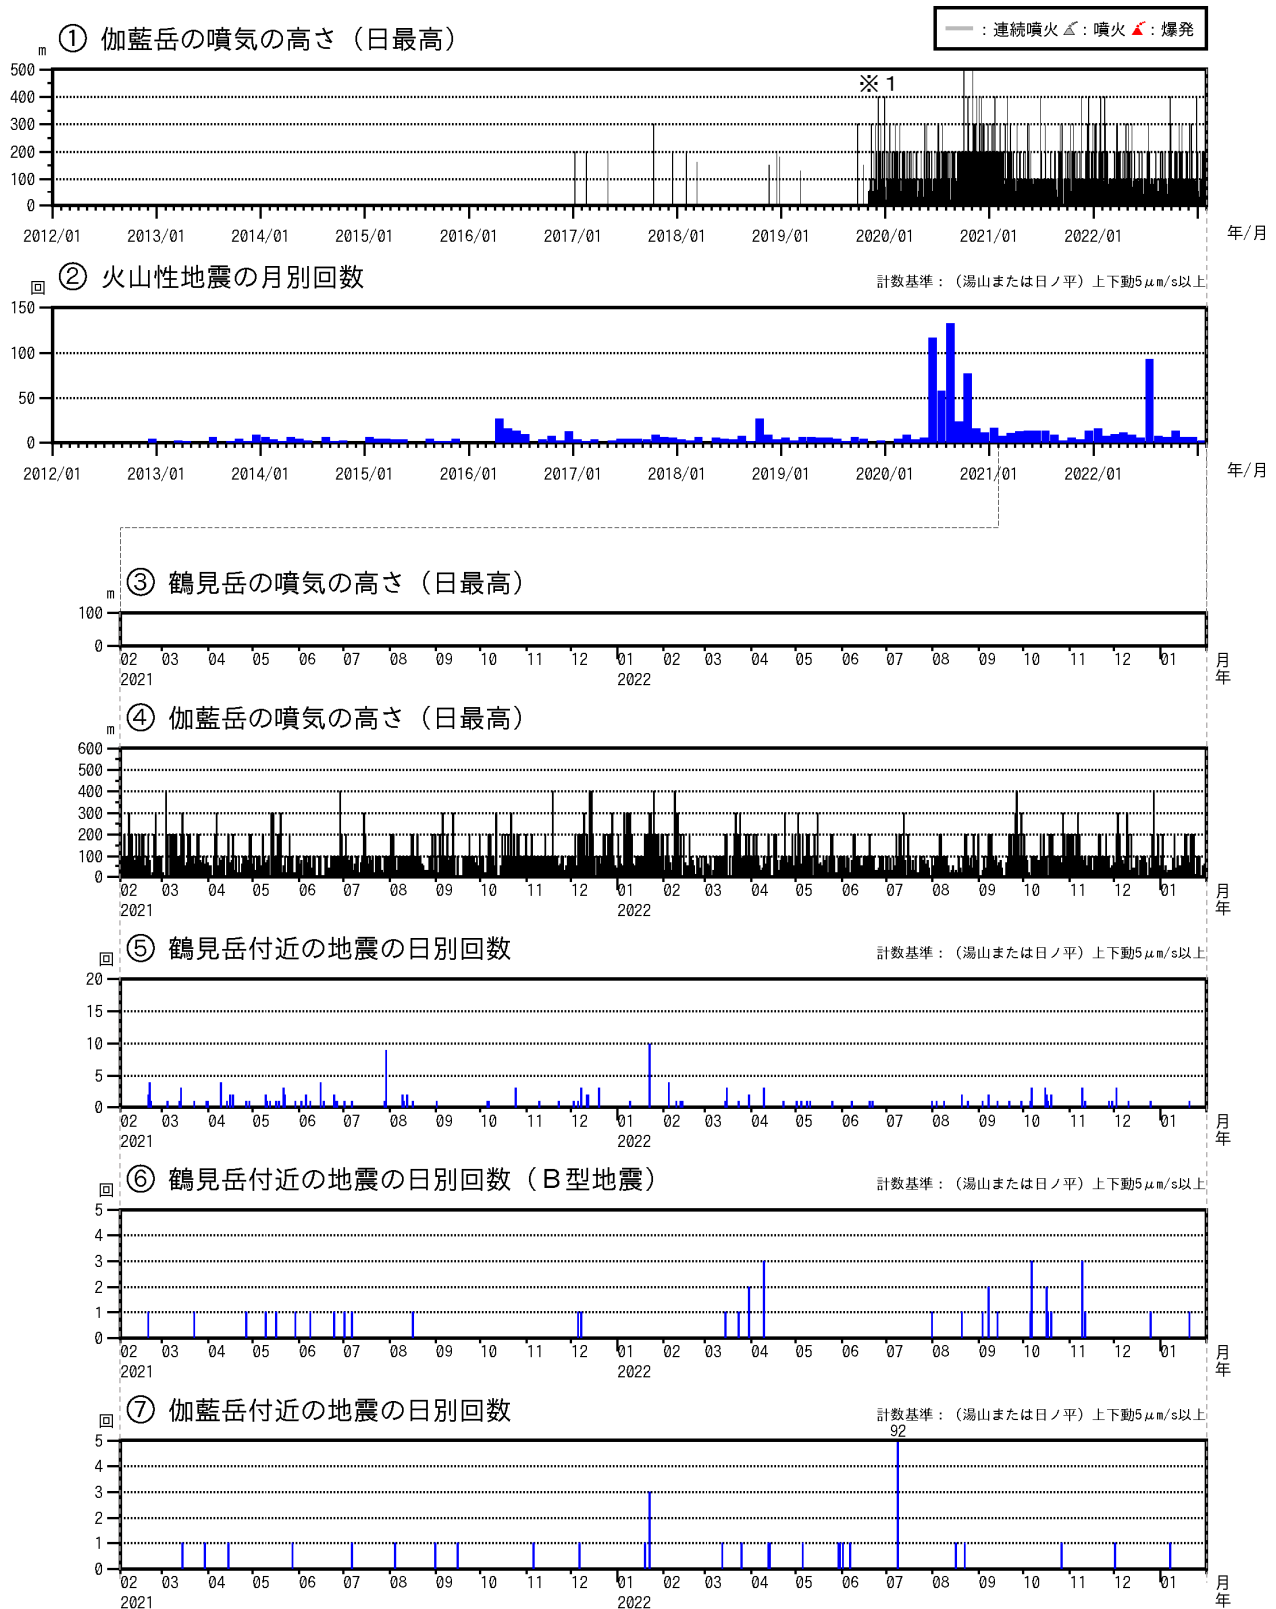 ：連続噴火 ：噴火 ：爆発
① 伽藍岳の噴気の高さ（日最高）
m
500
※１
400
300
200
100
0
2012/01 2013/01 2014/01 2015/01 2016/01 2017/01 2018/01 2019/01 2020/01 2021/01 2022/01 年/月
② 火山性地震の月別回数
計数基準：（湯山または日ノ平）上下動5μm/s以上
回
150
100
50
0
2012/01 2013/01 2014/01 2015/01 2016/01 2017/01 2018/01 2019/01 2020/01 2021/01 2022/01 年/月
③ 鶴見岳の噴気の高さ（日最高）
m
100
0
02 03 04 05 06 07 08 09 10 11 12 01 02 03 04 05 06 07 08 09 10 11 12 01 月
2021 2022 年
④ 伽藍岳の噴気の高さ（日最高）
m
600
500
400
300
200
100
0
02 03 04 05 06 07 08 09 10 11 12 01 02 03 04 05 06 07 08 09 10 11 12 01 月
2021 2022 年
⑤ 鶴見岳付近の地震の日別回数
計数基準：（湯山または日ノ平）上下動5μm/s以上
回
20
15
10
5
0
02 03 04 05 06 07 08 09 10 11 12 01 02 03 04 05 06 07 08 09 10 11 12 01 月
2021 2022 年
⑥ 鶴見岳付近の地震の日別回数（Ｂ型地震）
計数基準：（湯山または日ノ平）上下動5μm/s以上
回
5
4
3
2
1
0
02 03 04 05 06 07 08 09 10 11 12 01 02 03 04 05 06 07 08 09 10 11 12 01 月
2021 2022 年
⑦ 伽藍岳付近の地震の日別回数
計数基準：（湯山または日ノ平）上下動5μm/s以上
回
92
5
4
3
2
1
0
02 03 04 05 06 07 08 09 10 11 12 01 02 03 04 05 06 07 08 09 10 11 12 01 月
2021 2022 年